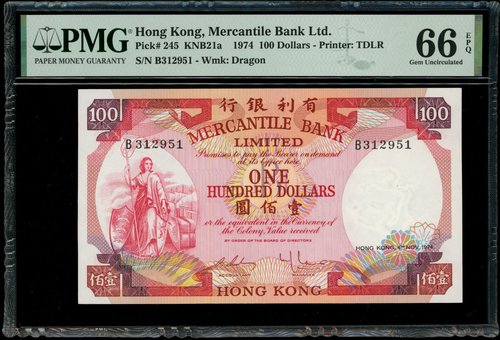 PMG
PAPER MONEY GUARANTY
Hong Kong, Mercantile Bank Ltd.
Pick# 245 KNB21a 1974 100 Dollars - Printer: TDLR
S/N B312951 - Wmk: Dragon
66 EPQ
Gem Uncirculated
100
行銀利有
100
MERCANTILE BANK
LIMITED
B312951
B312951
Promises to pay the Bearer on demand
at its Office here
ONE
HUNDRED DOLLARS
圓佰壹
or the equivalent in the Currency of
the Colony, Value received
BY ORDER OF THE BOARD OF DIRECTORS
HONG KONG, 4TH NOV. 1974
佰壹
HONG KONG
佰壹